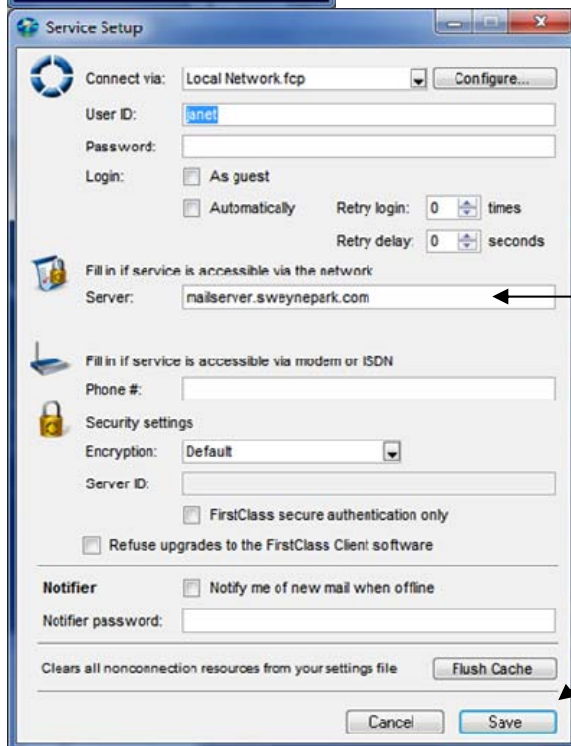 Service Setup
Connect via: Local Network.fcp Configure...
User ID: janet
Password:
Login: As guest
Automatically Retry login: 0 times
Retry delay: 0 seconds
Fill in if service is accessible via the network
Server: mailserver.sweynepark.com
Fill in if service is accessible via modem or ISDN
Phone #:
Security settings
Encryption: Default
Server ID:
FirstClass secure authentication only
Refuse upgrades to the FirstClass Client software
Notifier Notify me of new mail when offline
Notifier password:
Clears all nonconnection resources from your settings file Flush Cache
Cancel Save